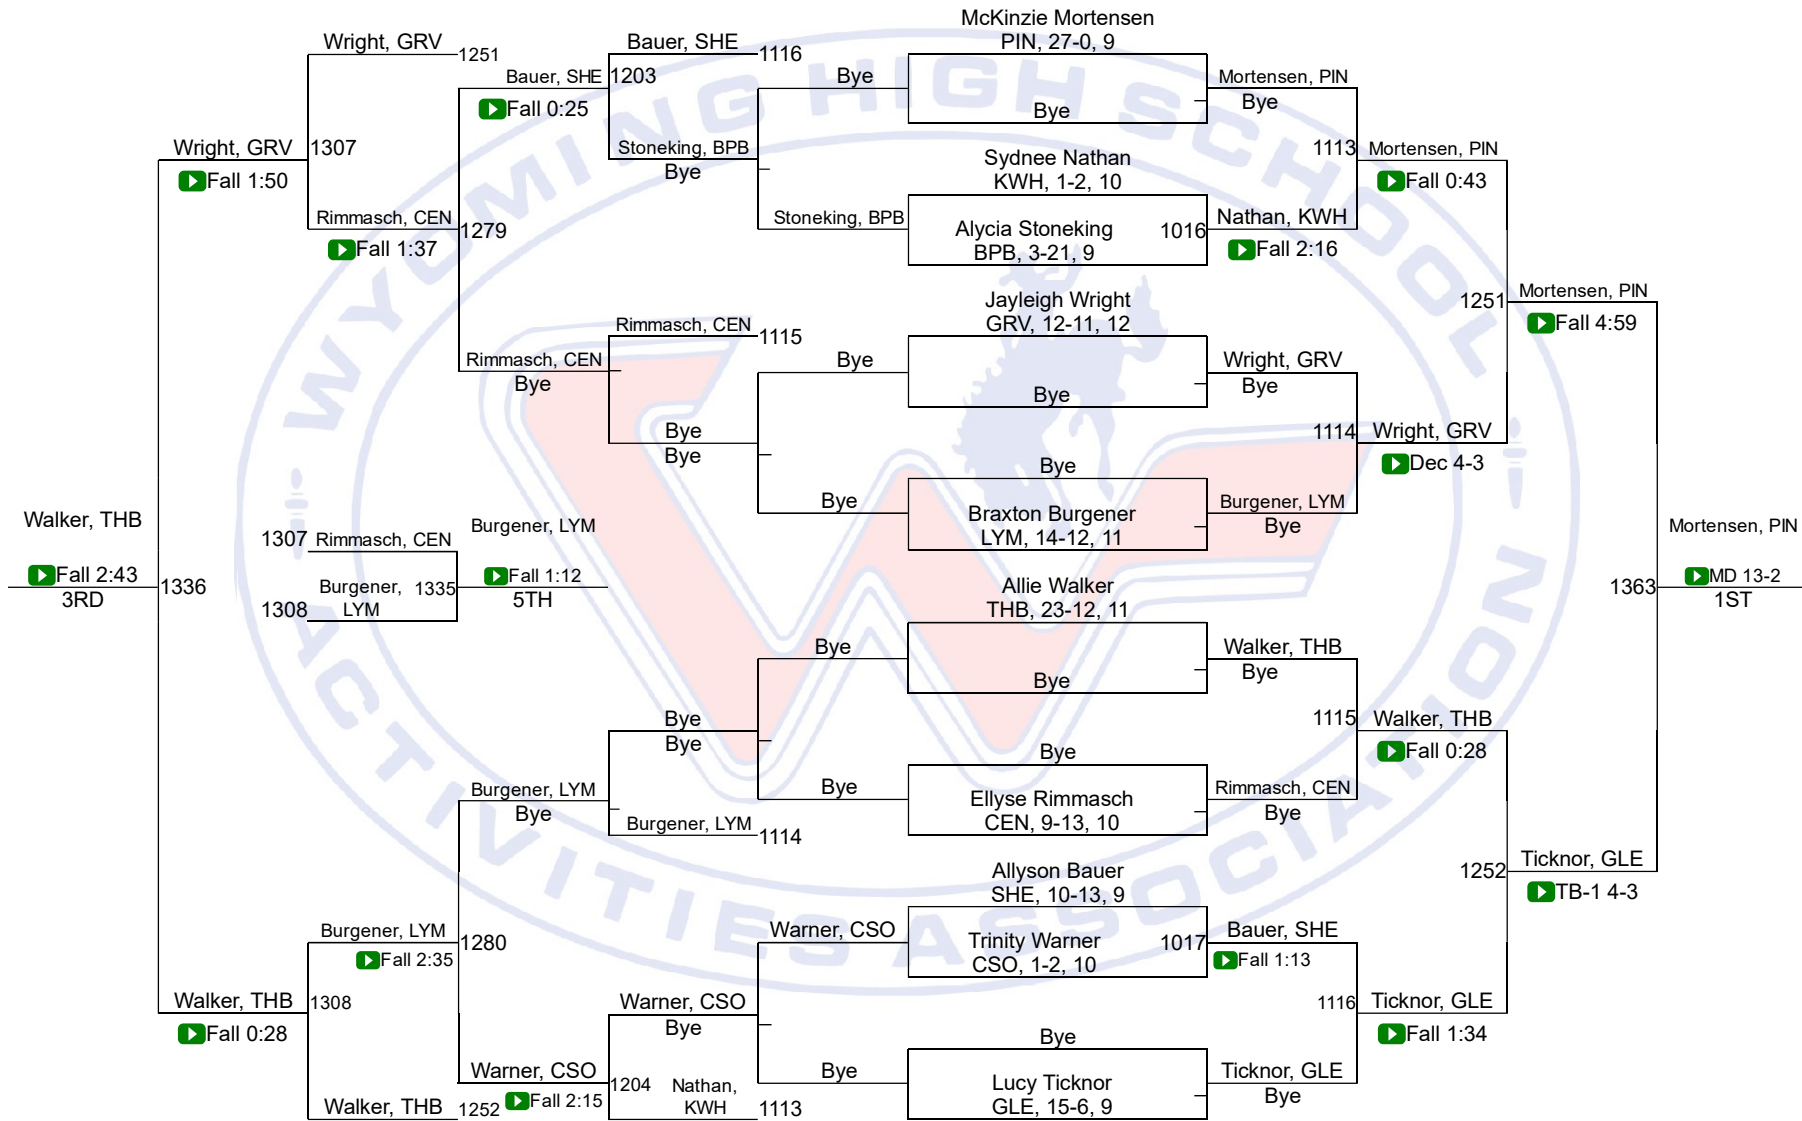 McKinzie Mortensen
PIN, 27-0, 9
Wright, GRV
1251
Bauer, SHE
1116
Bauer, SHE
1203
Fall 0:25
Bye
Bye
Mortensen, PIN
Bye
Wright, GRV
1307
Fall 1:50
Stoneking, BPB
Bye
Sydnee Nathan
KWH, 1-2, 10
1113
Mortensen, PIN
Fall 0:43
Rimmasch, CEN
1279
Fall 1:37
Stoneking, BPB
Alycia Stoneking
BPB, 3-21, 9
1016
Nathan, KWH
Fall 2:16
Jayleigh Wright
GRV, 12-11, 12
1251
Mortensen, PIN
Fall 4:59
Rimmasch, CEN
1115
Rimmasch, CEN
Bye
Bye
Bye
Wright, GRV
Bye
Bye
Bye
1114
Wright, GRV
Dec 4-3
Bye
Bye
Braxton Burgener
LYM, 14-12, 11
Burgener, LYM
Bye
Walker, THB
Fall 2:43
3RD
1336
1307
Rimmasch, CEN
Burgener,
LYM
1308
1335
Burgener, LYM
Fall 1:12
5TH
Mortensen, PIN
1363
MD 13-2
1ST
Allie Walker
THB, 23-12, 11
Bye
Bye
Walker, THB
Bye
Bye
Bye
1115
Walker, THB
Fall 0:28
Burgener, LYM
Bye
Burgener, LYM
1114
Bye
Bye
Ellyse Rimmasch
CEN, 9-13, 10
Rimmasch, CEN
Bye
Allyson Bauer
SHE, 10-13, 9
1252
Ticknor, GLE
TB-1 4-3
Burgener, LYM
1280
Fall 2:35
Warner, CSO
Trinity Warner
CSO, 1-2, 10
1017
Bauer, SHE
Fall 1:13
Walker, THB
1308
Fall 0:28
Warner, CSO
Bye
1116
Ticknor, GLE
Fall 1:34
Bye
Warner, CSO
1204
Fall 2:15
Nathan,
KWH
1113
Bye
Lucy Ticknor
GLE, 15-6, 9
Ticknor, GLE
Bye
Walker, THB
1252
WYOMING HIGH SCHOOL
ACTIVITIES ASSOCIATION